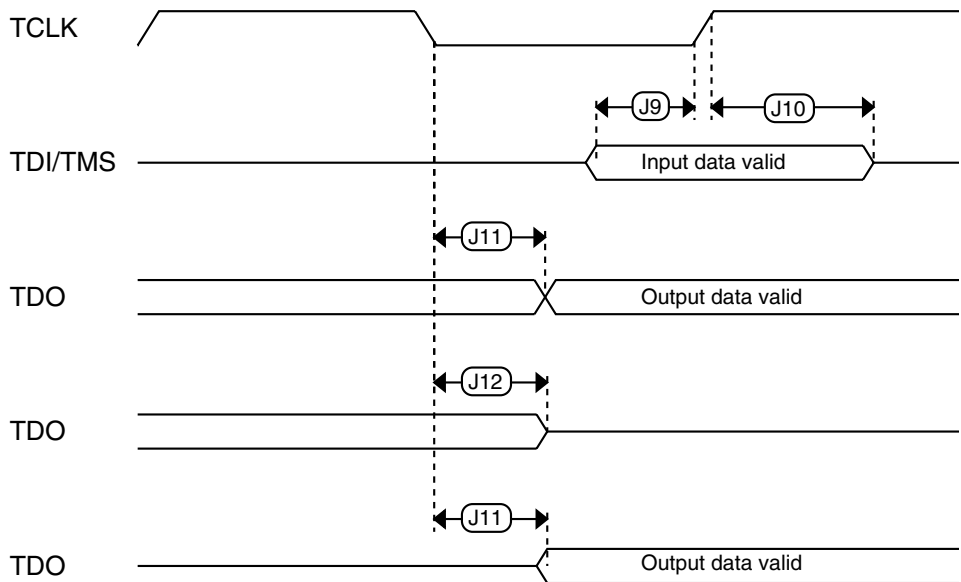 TCLK
J9
J10
TDI/TMS
Input data valid
J11
TDO
Output data valid
J12
TDO
J11
TDO
Output data valid